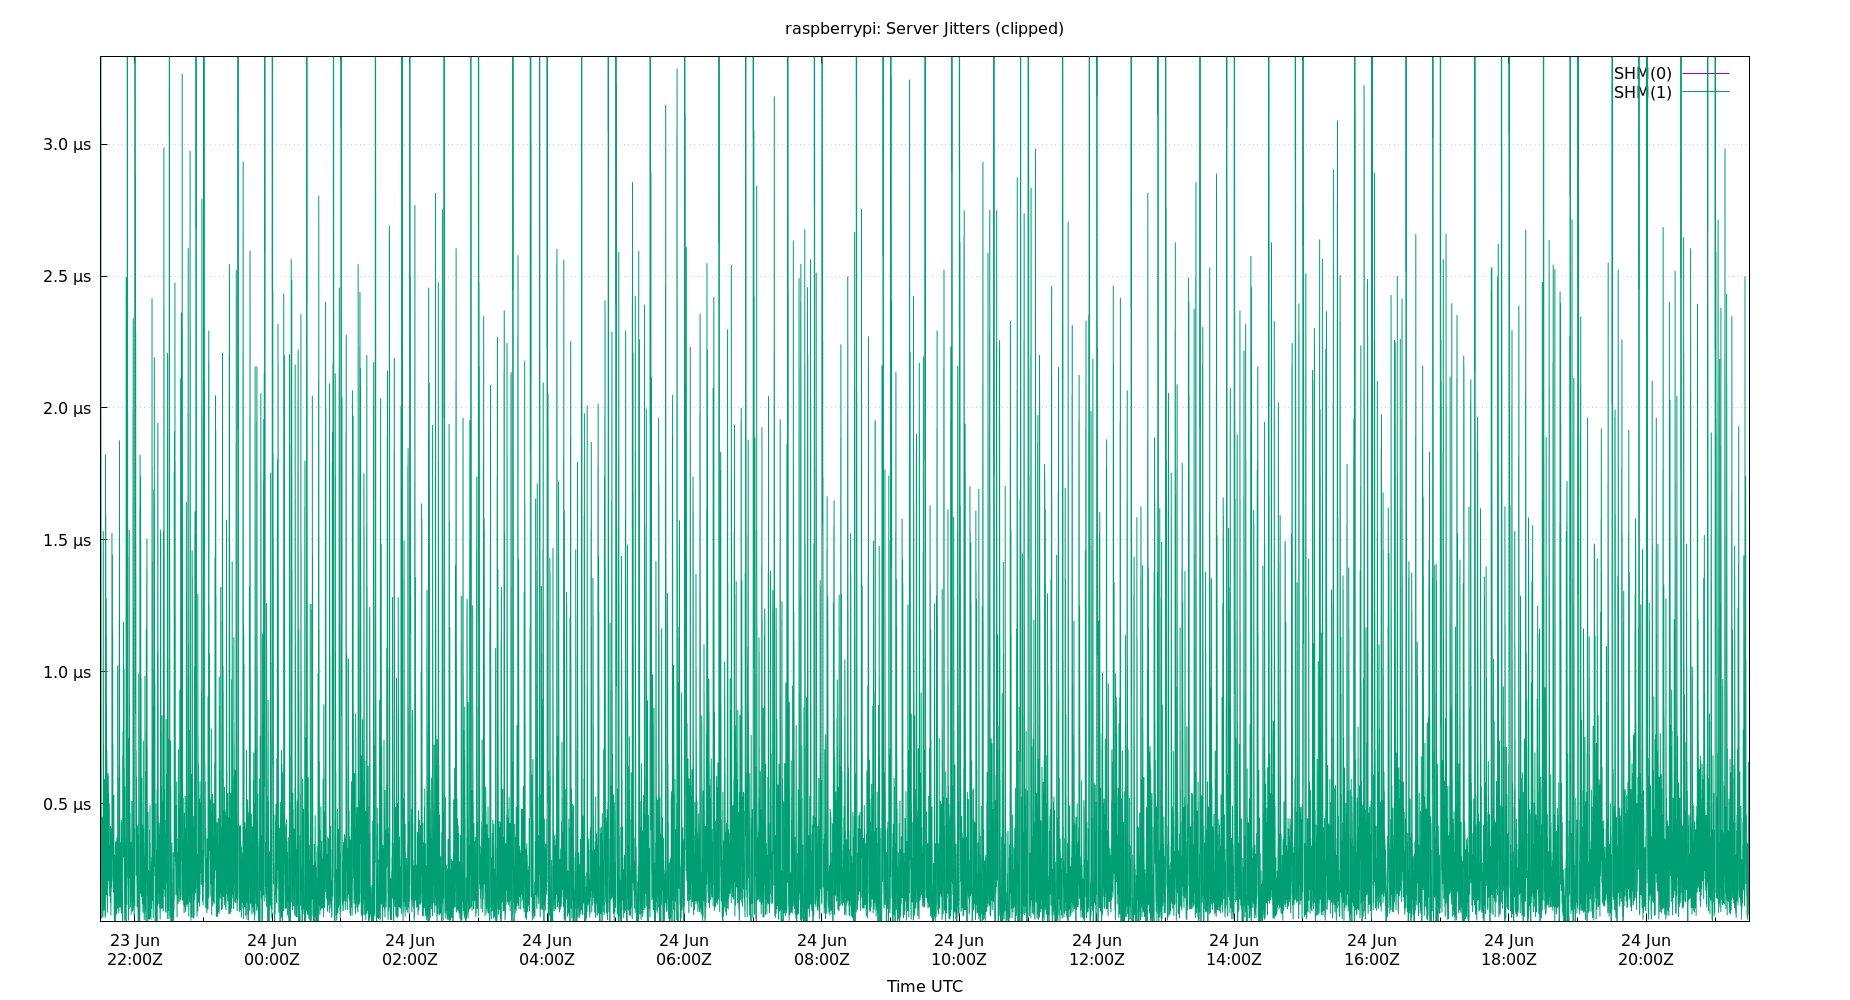 raspberrypi: Server Jitters (clipped)
SHM(0)
SHM(1)
3.0 µs
2.5 µs
2.0 µs
1.5 µs
1.0 µs
0.5 µs
23 Jun 24 Jun 24 Jun 24 Jun 24 Jun 24 Jun 24 Jun 24 Jun 24 Jun 24 Jun 24 Jun 24 Jun
22:00Z 00:00Z 02:00Z 04:00Z 06:00Z 08:00Z 10:00Z 12:00Z 14:00Z 16:00Z 18:00Z 20:00Z
Time UTC